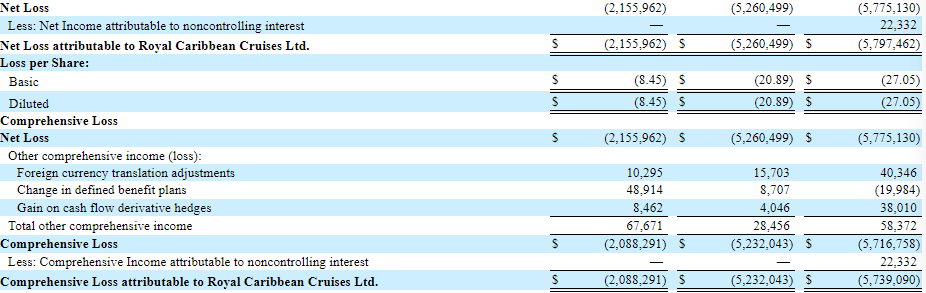 Net Loss (2,155,962) (5,260,499) (5,775,130)
Less: Net Income attributable to noncontrolling interest — — 22,332
Net Loss attributable to Royal Caribbean Cruises Ltd. $ (2,155,962) $ (5,260,499) $ (5,797,462)
Loss per Share:
Basic $ (8.45) $ (20.89) $ (27.05)
Diluted $ (8.45) $ (20.89) $ (27.05)
Comprehensive Loss
Net Loss $ (2,155,962) $ (5,260,499) $ (5,775,130)
Other comprehensive income (loss):
Foreign currency translation adjustments 10,295 15,703 40,346
Change in defined benefit plans 48,914 8,707 (19,984)
Gain on cash flow derivative hedges 8,462 4,046 38,010
Total other comprehensive income 67,671 28,456 58,372
Comprehensive Loss $ (2,088,291) $ (5,232,043) $ (5,716,758)
Less: Comprehensive Income attributable to noncontrolling interest — — 22,332
Comprehensive Loss attributable to Royal Caribbean Cruises Ltd. $ (2,088,291) $ (5,232,043) $ (5,739,090)